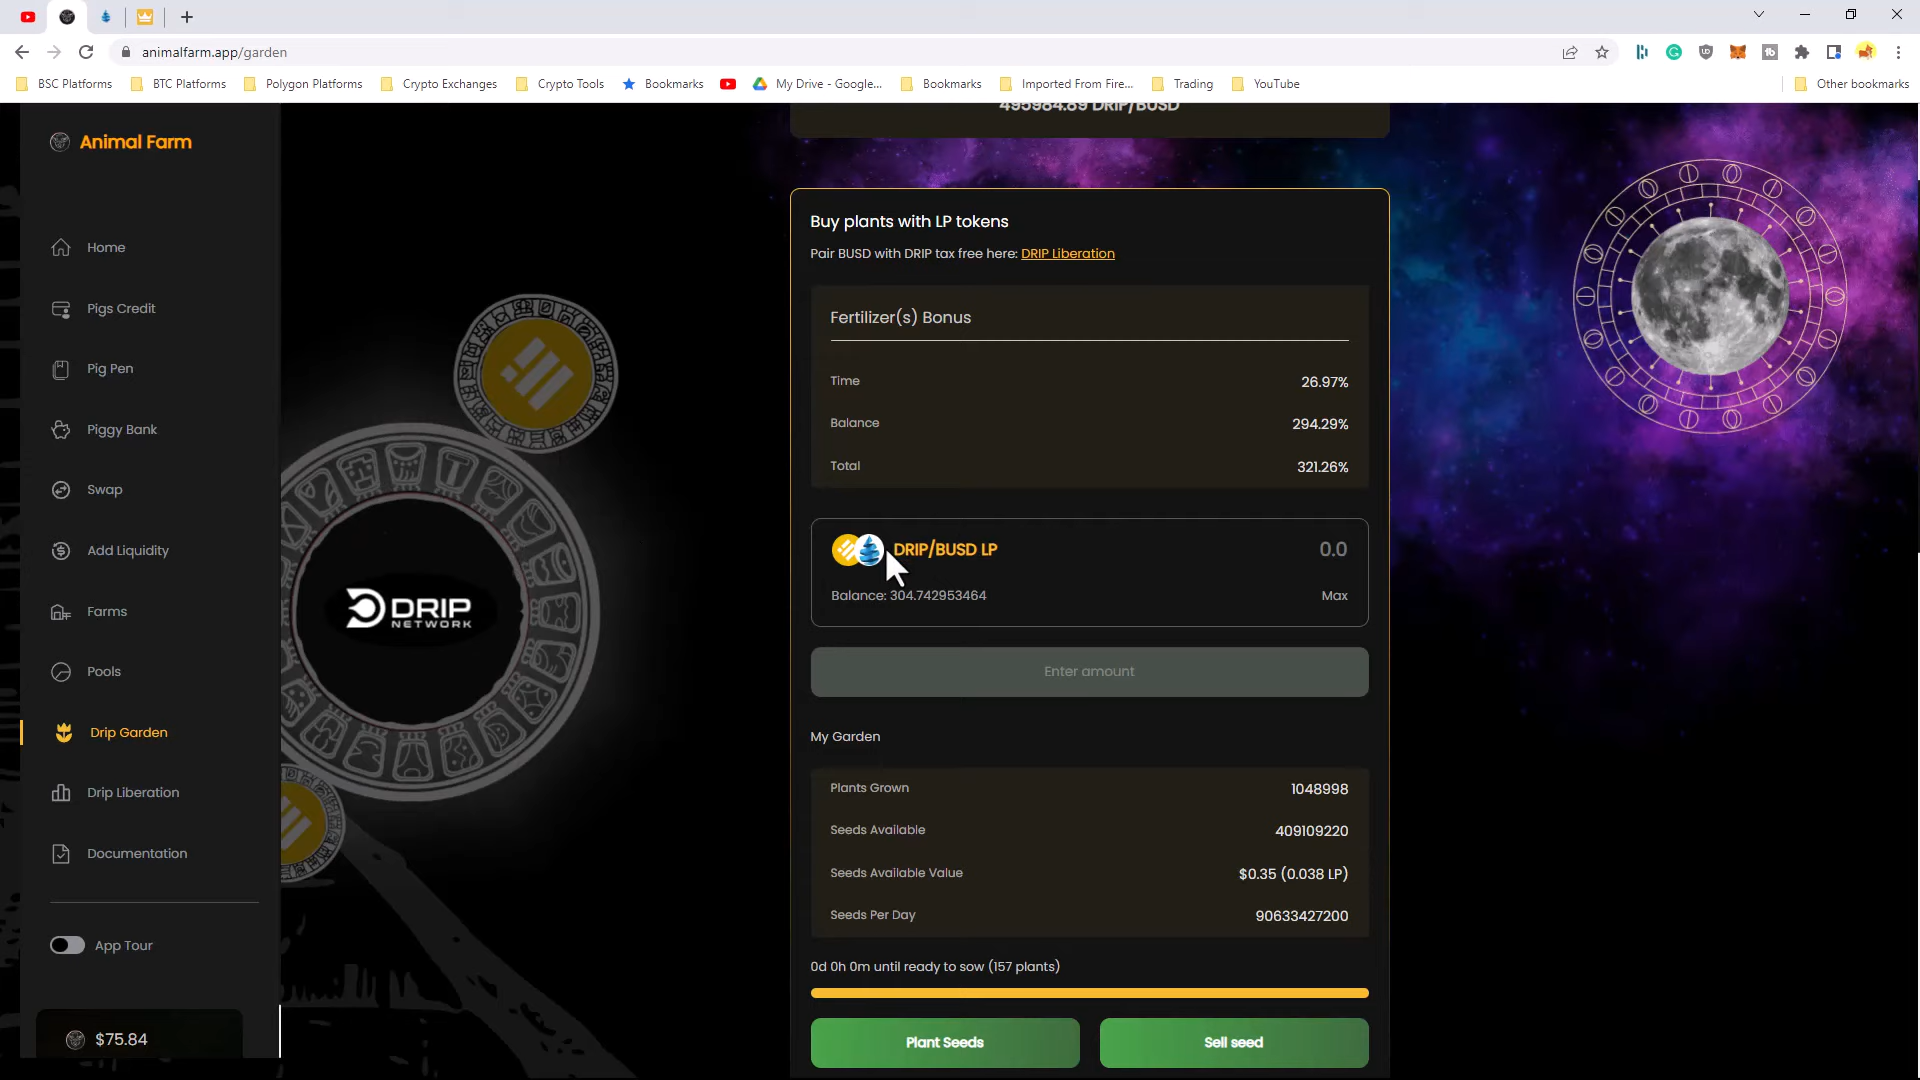 animalfarm.app/garden
BSC Platforms
BTC Platforms
Polygon Platforms
Crypto Exchanges
Crypto Tools
Bookmarks
My Drive - Google...
Bookmarks
Imported From Fire...
Trading
YouTube
Other bookmarks
Animal Farm
Home
Pigs Credit
Pig Pen
Piggy Bank
Swap
Add Liquidity
Farms
Pools
Drip Garden
Drip Liberation
Documentation
App Tour
$75.84
DRIP
NETWORK
495984.89 DRIP/BUSD
Buy plants with LP tokens
Pair BUSD with DRIP tax free here: DRIP Liberation
Fertilizer(s) Bonus
Time 26.97%
Balance 294.29%
Total 321.26%
DRIP/BUSD LP 0.0
Balance: 304.742953464 Max
Enter amount
My Garden
Plants Grown 1048998
Seeds Available 409109220
Seeds Available Value $0.35 (0.038 LP)
Seeds Per Day 90633427200
0d 0h 0m until ready to sow (157 plants)
Plant Seeds
Sell seed